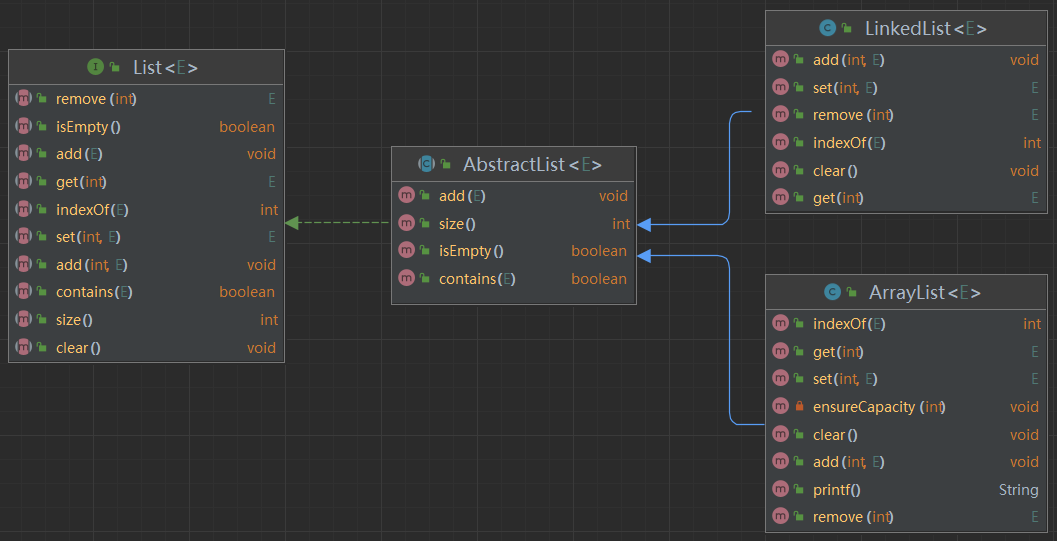 List<E>
remove(int) E
isEmpty() boolean
add(E) void
get(int) E
indexOf(E) int
set(int, E) E
add(int, E) void
contains(E) boolean
size() int
clear() void
AbstractList<E>
add(E) void
size() int
isEmpty() boolean
contains(E) boolean
LinkedList<E>
add(int, E) void
set(int, E) E
remove(int) E
indexOf(E) int
clear() void
get(int) E
ArrayList<E>
indexOf(E) int
get(int) E
set(int, E) E
ensureCapacity(int) void
clear() void
add(int, E) void
printf() String
remove(int) E